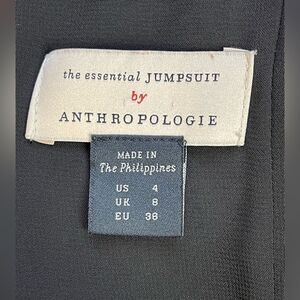 the essential JUMPSUIT
by
ANTHROPOLOGIE
MADE IN
The Philippines
US 4
UK 8
EU 36